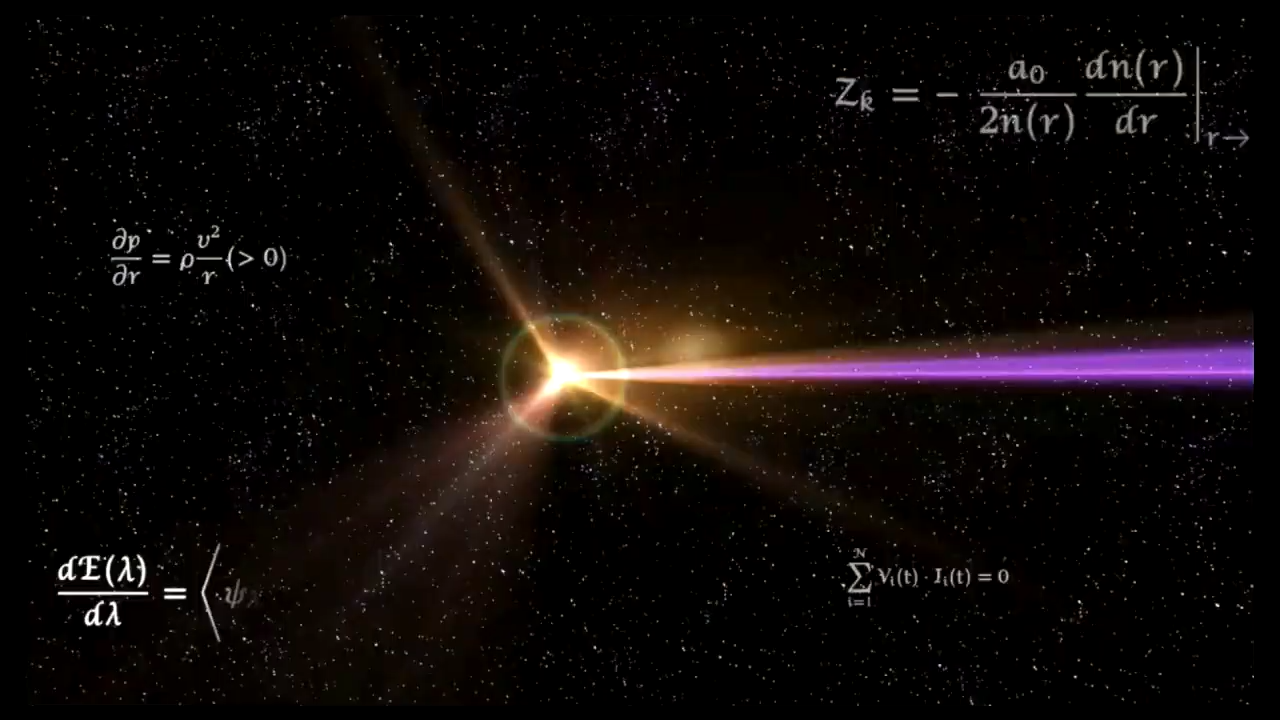 Z_k = - a_0/2n(r) dn(r)/dr |_r→
∂p/∂r = ρ v²/r (> 0)
dE(λ)/dλ = ⟨ ψ
N∑i=1 V_i(t) · I_i(t) = 0